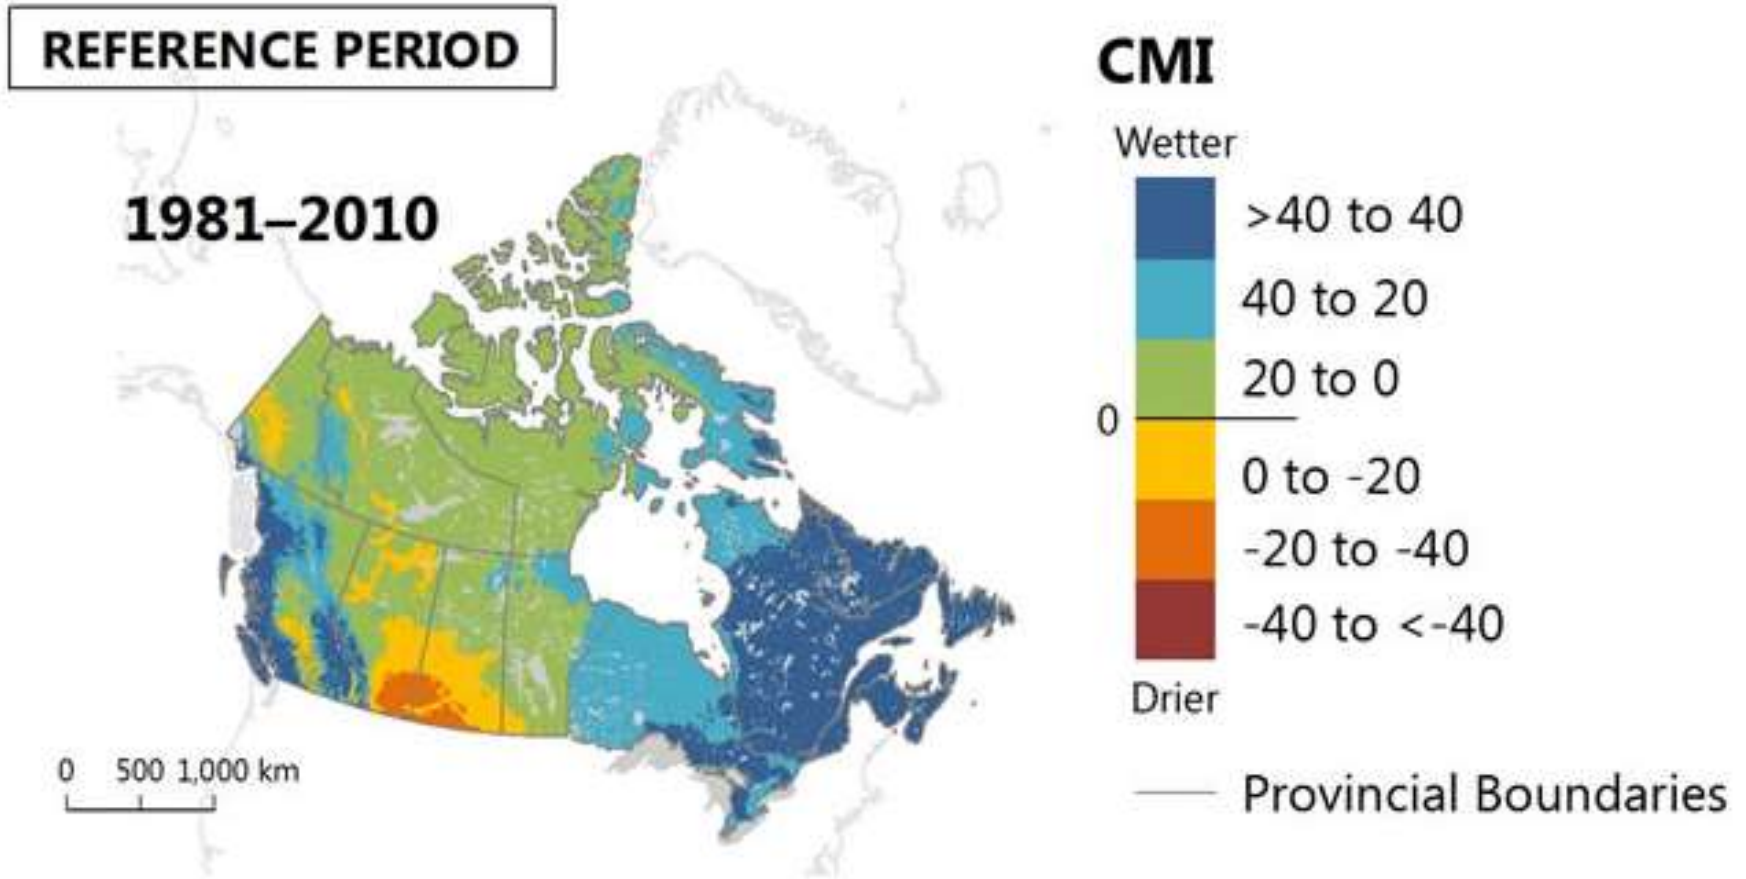 REFERENCE PERIOD
1981–2010
0 500 1,000 km
CMI
Wetter
>40 to 40
40 to 20
20 to 0
0
0 to -20
-20 to -40
-40 to <-40
Drier
Provincial Boundaries